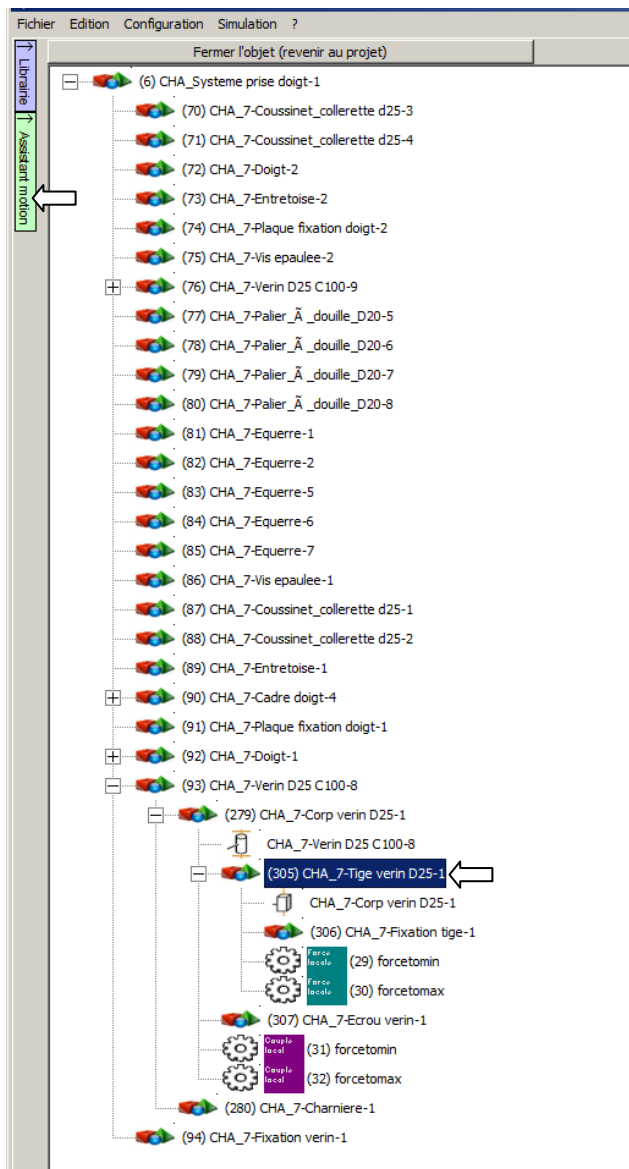 Fichier Edition Configuration Simulation ?
Fermer l'objet (revenir au projet)
Librairie
Assistant motion
(6) CHA_Systeme prise doigt-1
(70) CHA_7-Coussinet_collerette d25-3
(71) CHA_7-Coussinet_collerette d25-4
(72) CHA_7-Doigt-2
(73) CHA_7-Entretoise-2
(74) CHA_7-Plaque fixation doigt-2
(75) CHA_7-Vis epaulee-2
(76) CHA_7-Verin D25 C100-9
(77) CHA_7-Palier_Ã _douille_D20-5
(78) CHA_7-Palier_Ã _douille_D20-6
(79) CHA_7-Palier_Ã _douille_D20-7
(80) CHA_7-Palier_Ã _douille_D20-8
(81) CHA_7-Equerre-1
(82) CHA_7-Equerre-2
(83) CHA_7-Equerre-5
(84) CHA_7-Equerre-6
(85) CHA_7-Equerre-7
(86) CHA_7-Vis epaulee-1
(87) CHA_7-Coussinet_collerette d25-1
(88) CHA_7-Coussinet_collerette d25-2
(89) CHA_7-Entretoise-1
(90) CHA_7-Cadre doigt-4
(91) CHA_7-Plaque fixation doigt-1
(92) CHA_7-Doigt-1
(93) CHA_7-Verin D25 C100-8
(279) CHA_7-Corp verin D25-1
CHA_7-Verin D25 C100-8
(305) CHA_7-Tige verin D25-1
CHA_7-Corp verin D25-1
(306) CHA_7-Fixation tige-1
Force locale (29) forcetomin
Force locale (30) forcetomax
(307) CHA_7-Ecrou verin-1
Couple local (31) forcetomin
Couple local (32) forcetomax
(280) CHA_7-Charniere-1
(94) CHA_7-Fixation verin-1